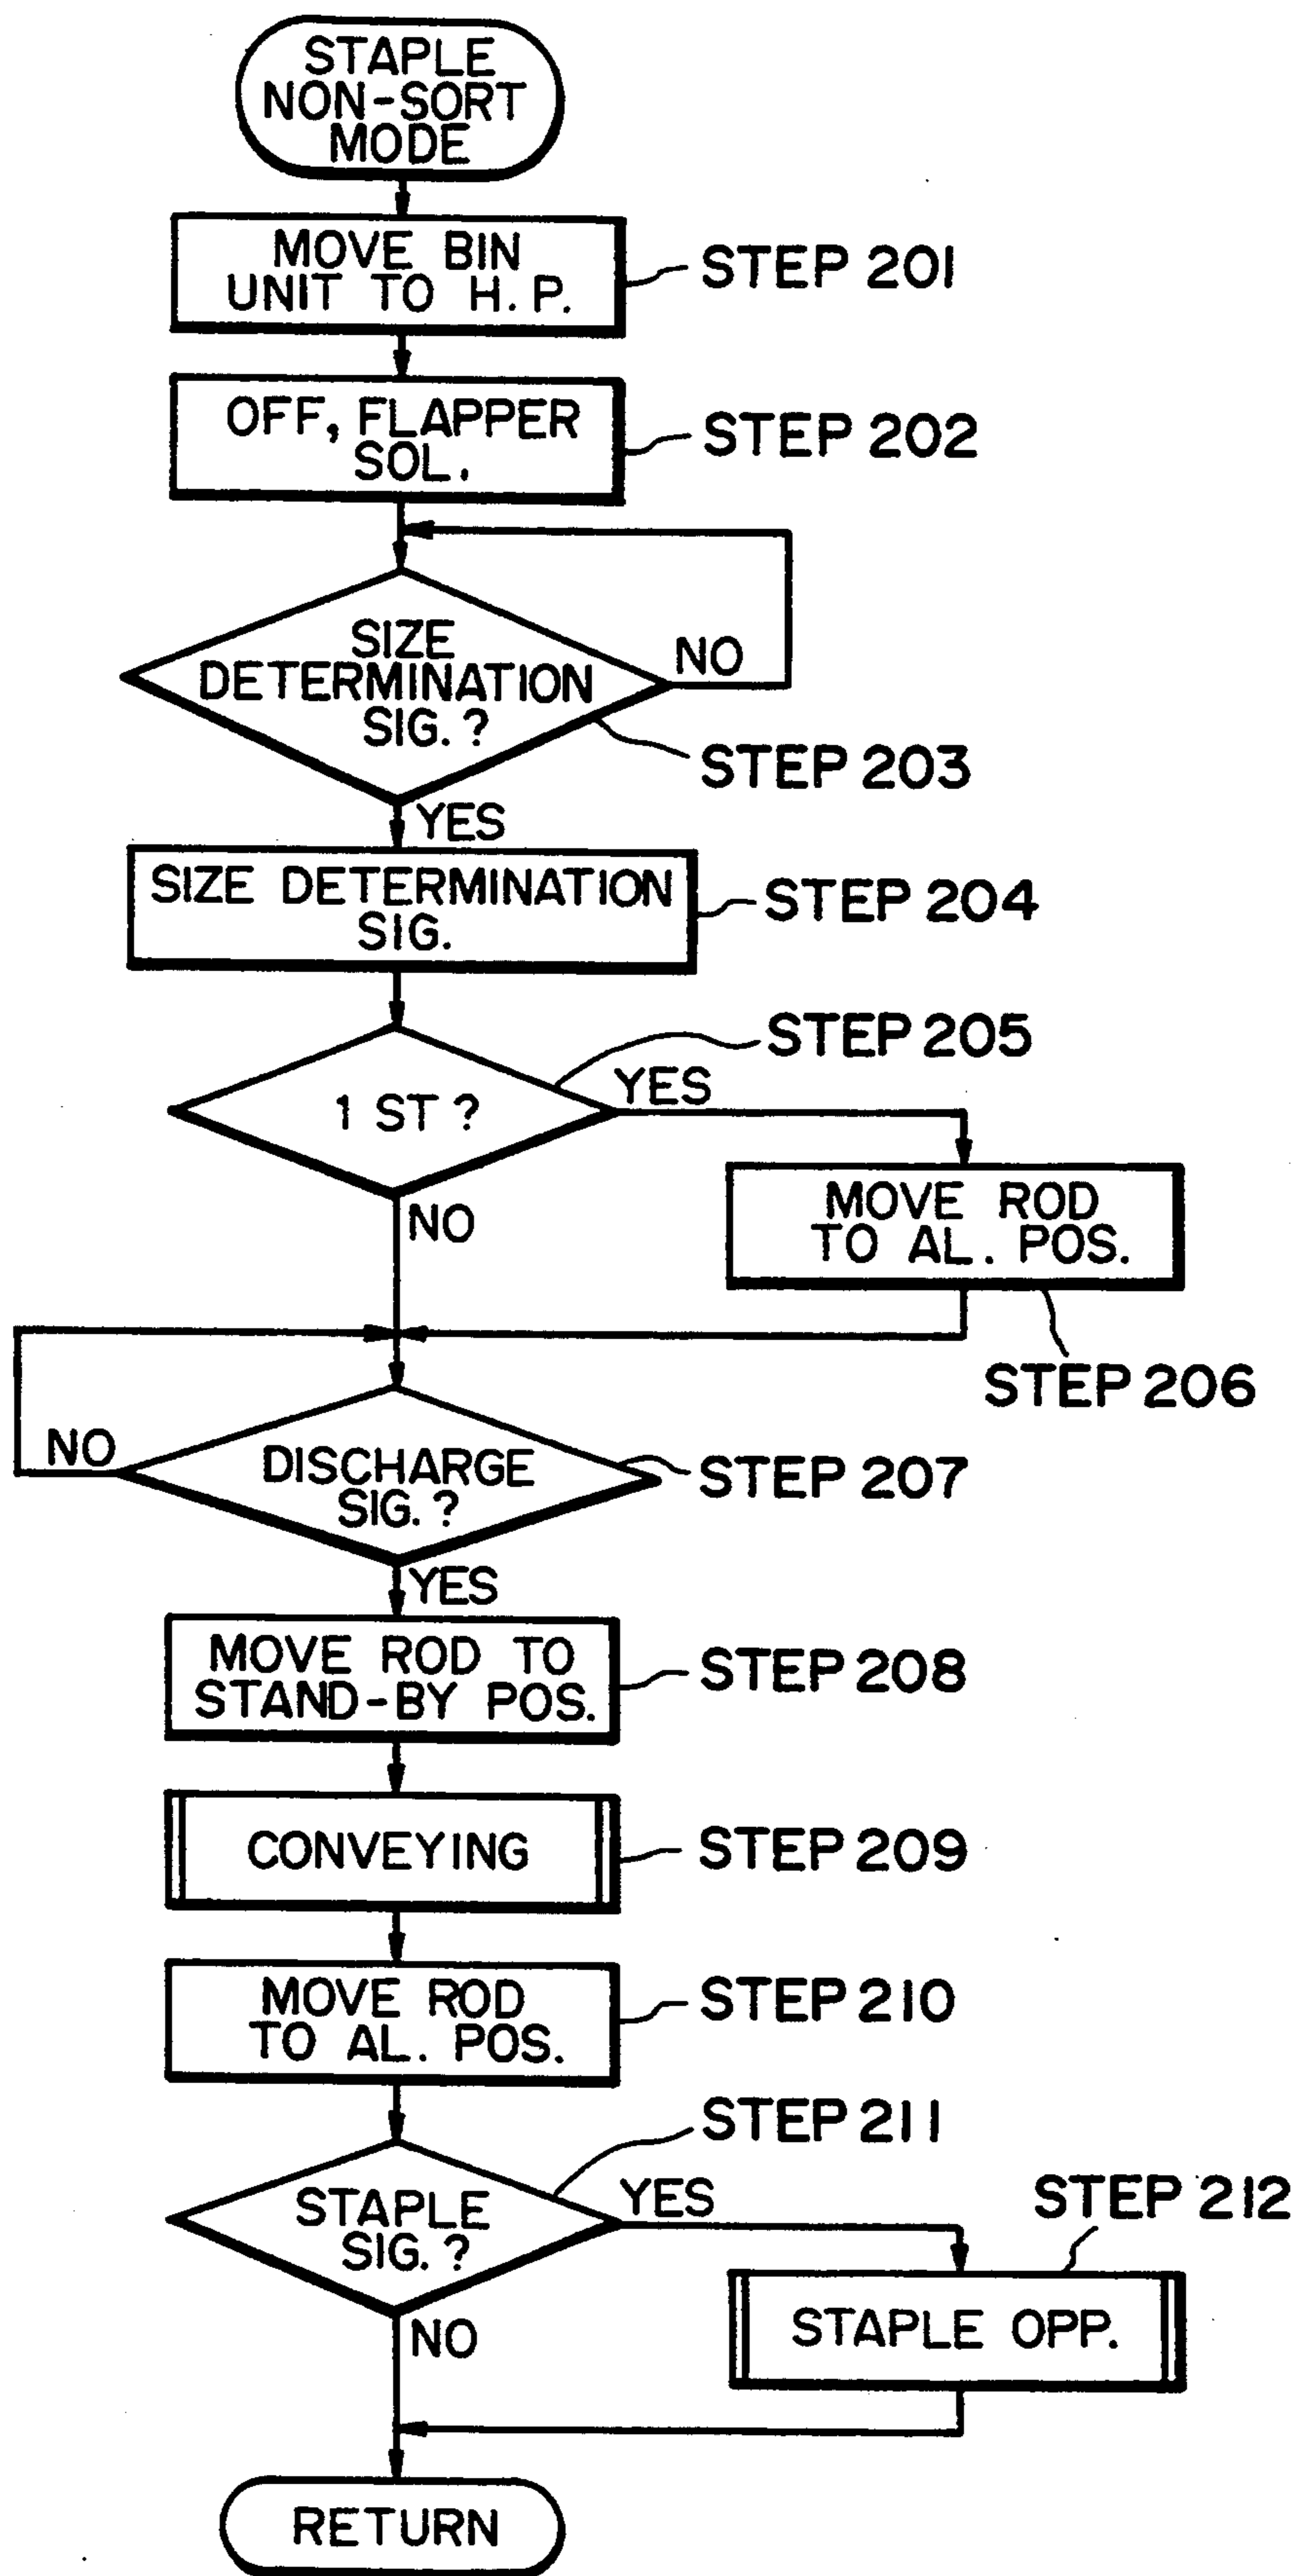 STAPLE
NON-SORT
MODE
MOVE BIN
UNIT TO H.P.
STEP 201
OFF, FLAPPER
SOL.
STEP 202
SIZE
DETERMINATION
SIG.?
NO
STEP 203
YES
SIZE DETERMINATION
SIG.
STEP 204
STEP 205
1 ST ?
YES
NO
MOVE ROD
TO AL. POS.
STEP 206
NO
DISCHARGE
SIG.?
STEP 207
YES
MOVE ROD TO
STAND-BY POS.
STEP 208
CONVEYING
STEP 209
MOVE ROD
TO AL. POS.
STEP 210
STEP 211
STAPLE
SIG.?
YES
STEP 212
STAPLE OPP.
NO
RETURN